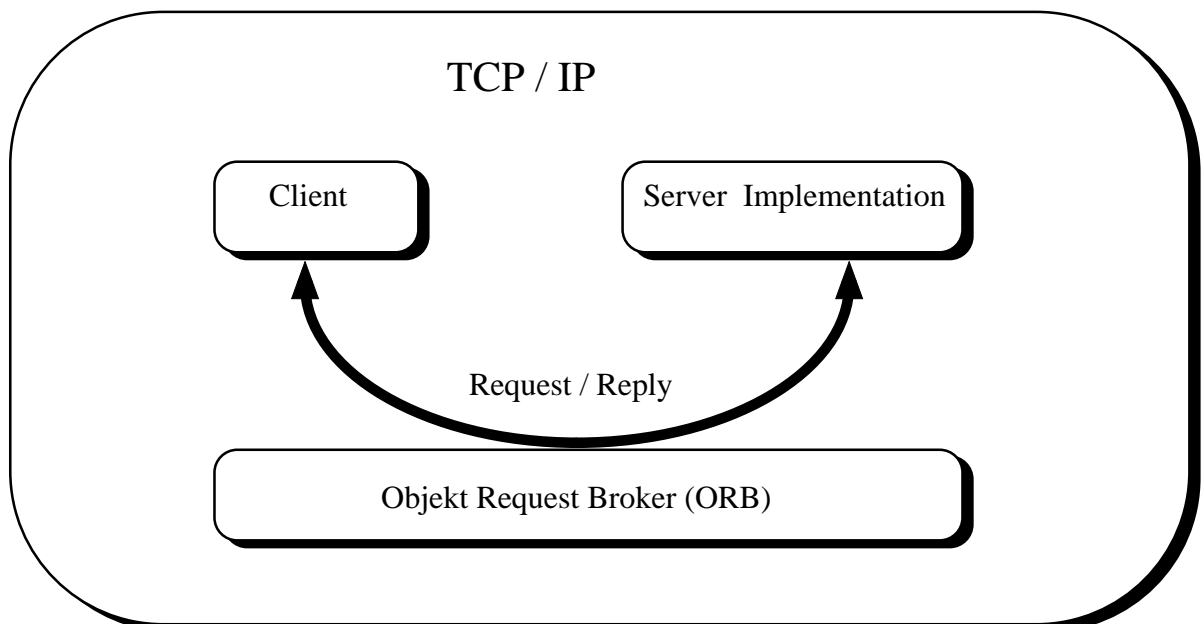 TCP / IP
Client
Server Implementation
Request / Reply
Objekt Request Broker (ORB)